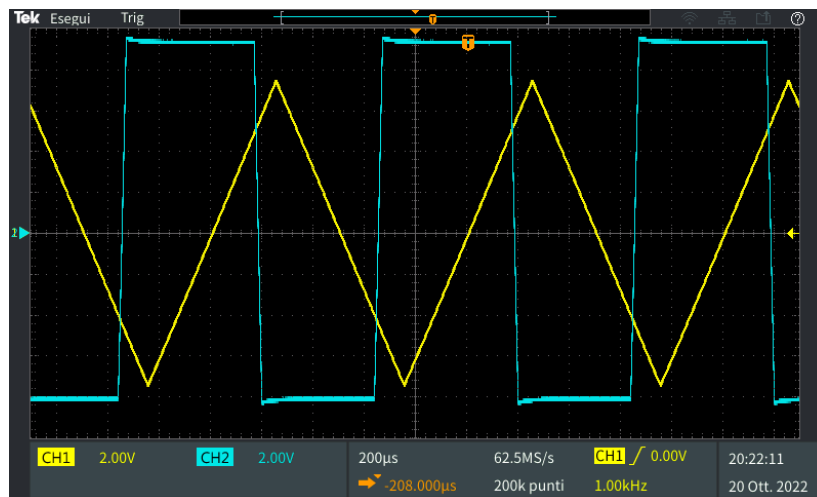 Tek Esegui Trig
T
T
1
CH1 2.00V CH2 2.00V 200µs 62.5MS/s CH1 0.00V 20:22:11
-208.000µs 200k punti 1.00kHz 20 Ott. 2022